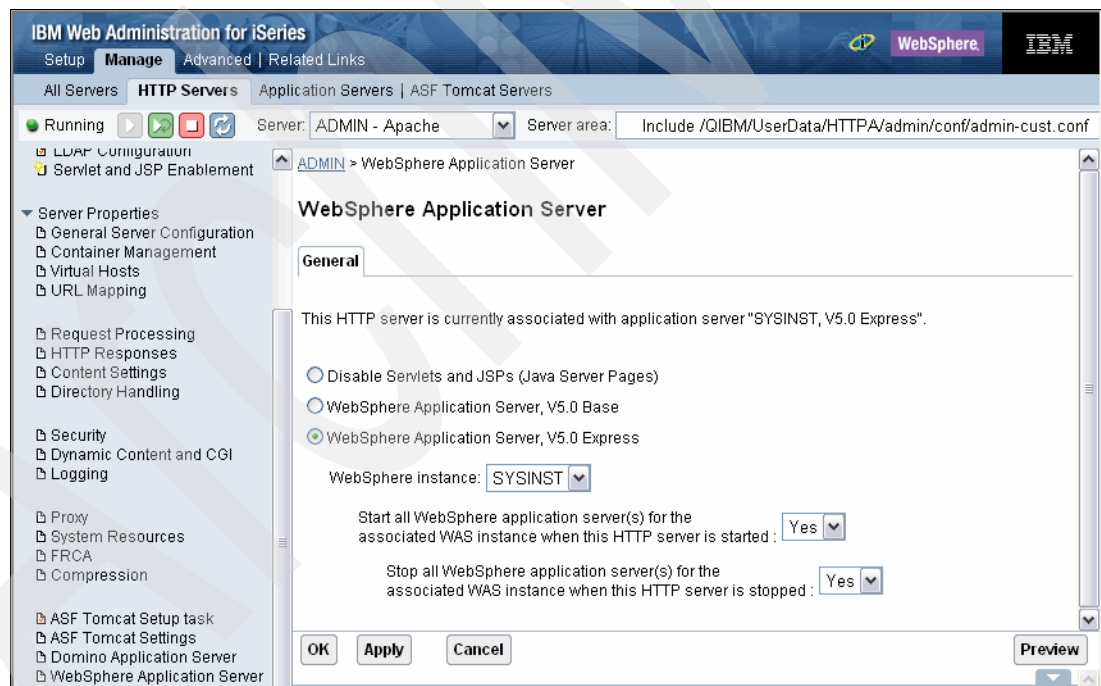 IBM Web Administration for iSeries
WebSphere.
IBM
Setup Manage Advanced | Related Links
All Servers HTTP Servers Application Servers | ASF Tomcat Servers
Running Server: ADMIN - Apache Server area: Include /QIBM/UserData/HTTPA/admin/conf/admin-cust.conf
LDAP Configuration
Servlet and JSP Enablement
Server Properties
General Server Configuration
Container Management
Virtual Hosts
URL Mapping
Request Processing
HTTP Responses
Content Settings
Directory Handling
Security
Dynamic Content and CGI
Logging
Proxy
System Resources
FRCA
Compression
ASF Tomcat Setup task
ASF Tomcat Settings
Domino Application Server
WebSphere Application Server
ADMIN > WebSphere Application Server
WebSphere Application Server
General
This HTTP server is currently associated with application server "SYSINST, V5.0 Express".
Disable Servlets and JSPs (Java Server Pages)
WebSphere Application Server, V5.0 Base
WebSphere Application Server, V5.0 Express
WebSphere instance: SYSINST
Start all WebSphere application server(s) for the
associated WAS instance when this HTTP server is started : Yes
Stop all WebSphere application server(s) for the
associated WAS instance when this HTTP server is stopped : Yes
OK Apply Cancel Preview